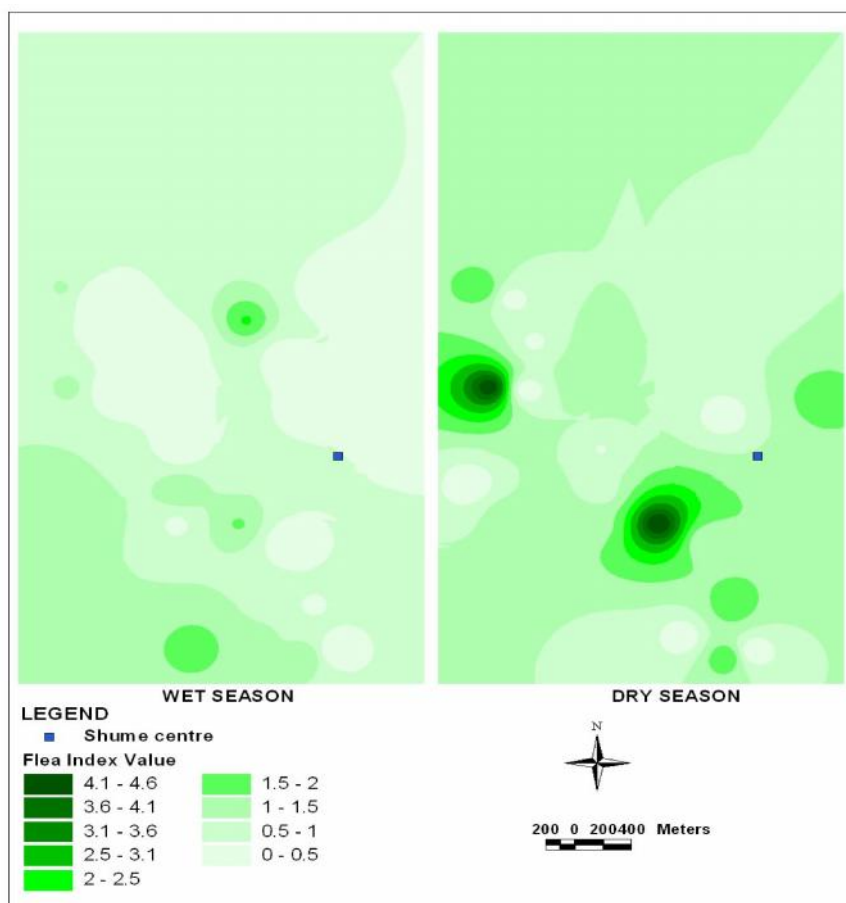 WET SEASON
DRY SEASON
LEGEND
Shume centre
Flea Index Value
4.1 - 4.6
3.6 - 4.1
3.1 - 3.6
2.5 - 3.1
2 - 2.5
1.5 - 2
1 - 1.5
0.5 - 1
0 - 0.5
N
200 0 200400 Meters